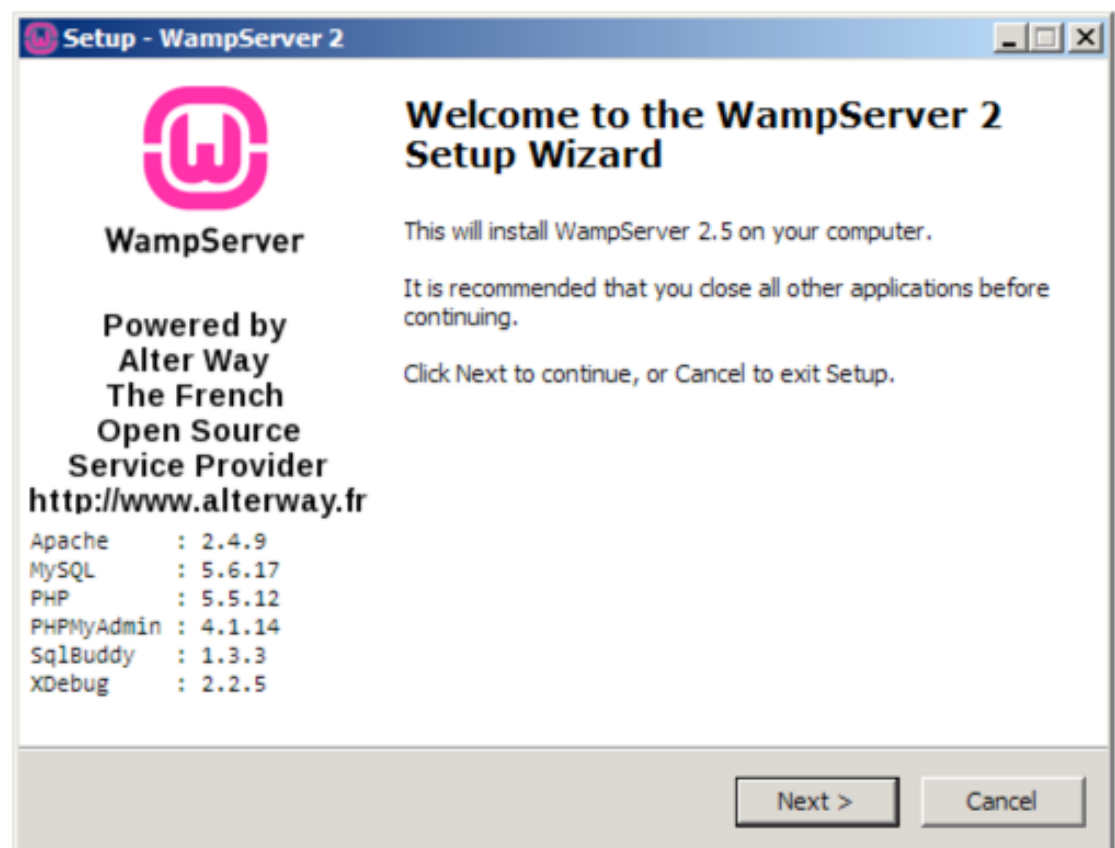 Setup - WampServer 2
WampServer
Powered by
Alter Way
The French
Open Source
Service Provider
http://www.alterway.fr
Apache : 2.4.9
MySQL : 5.6.17
PHP : 5.5.12
PHPMyAdmin : 4.1.14
SqlBuddy : 1.3.3
XDebug : 2.2.5
Welcome to the WampServer 2
Setup Wizard
This will install WampServer 2.5 on your computer.
It is recommended that you close all other applications before
continuing.
Click Next to continue, or Cancel to exit Setup.
Next >
Cancel